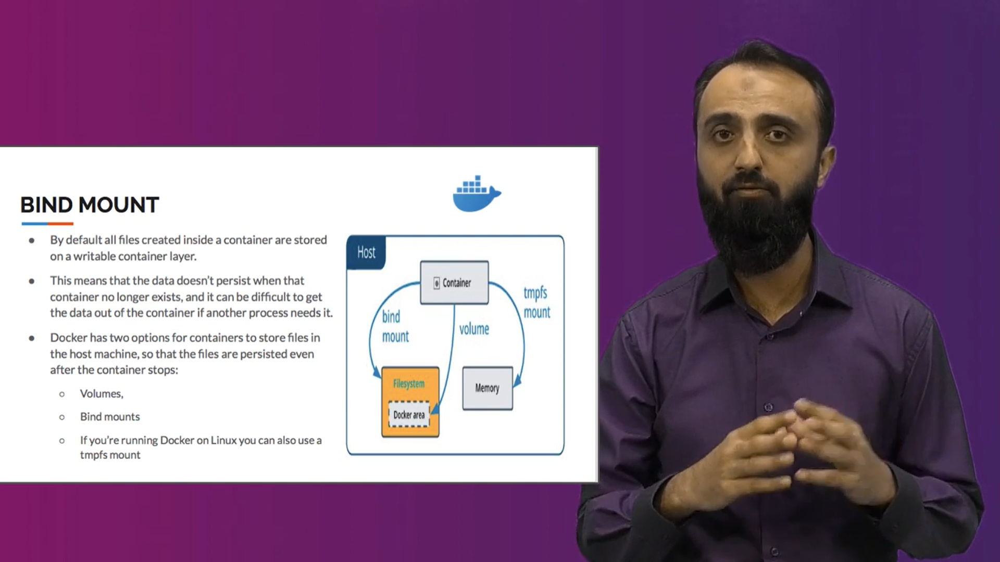 BIND MOUNT
● By default all files created inside a container are stored
on a writable container layer.
● This means that the data doesn’t persist when that
container no longer exists, and it can be difficult to get
the data out of the container if another process needs it.
● Docker has two options for containers to store files in
the host machine, so that the files are persisted even
after the container stops:
○ Volumes,
○ Bind mounts
○ If you’re running Docker on Linux you can also use a
tmpfs mount
Host
Container
bind
mount
volume
tmpfs
mount
Filesystem
Docker area
Memory